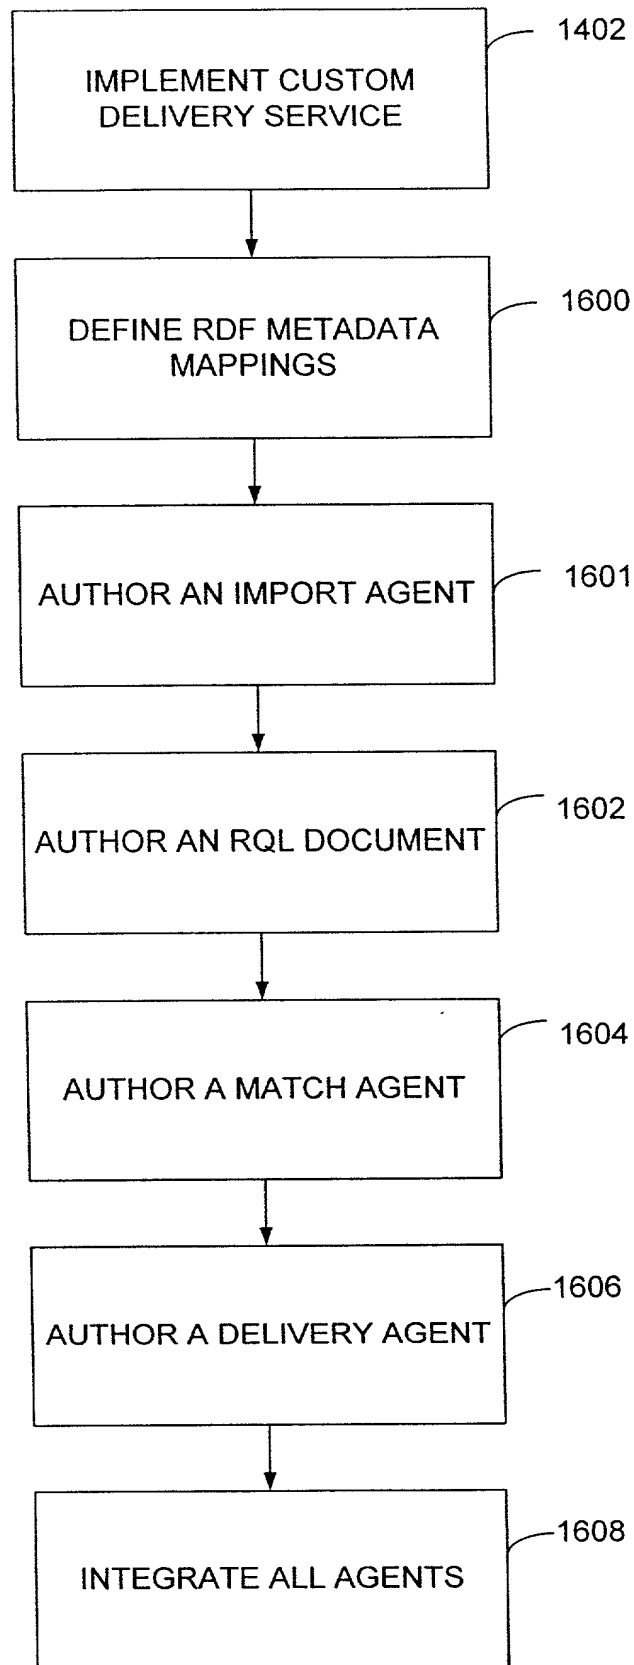 1402
IMPLEMENT CUSTOM
DELIVERY SERVICE
1600
DEFINE RDF METADATA
MAPPINGS
1601
AUTHOR AN IMPORT AGENT
1602
AUTHOR AN RQL DOCUMENT
1604
AUTHOR A MATCH AGENT
1606
AUTHOR A DELIVERY AGENT
1608
INTEGRATE ALL AGENTS